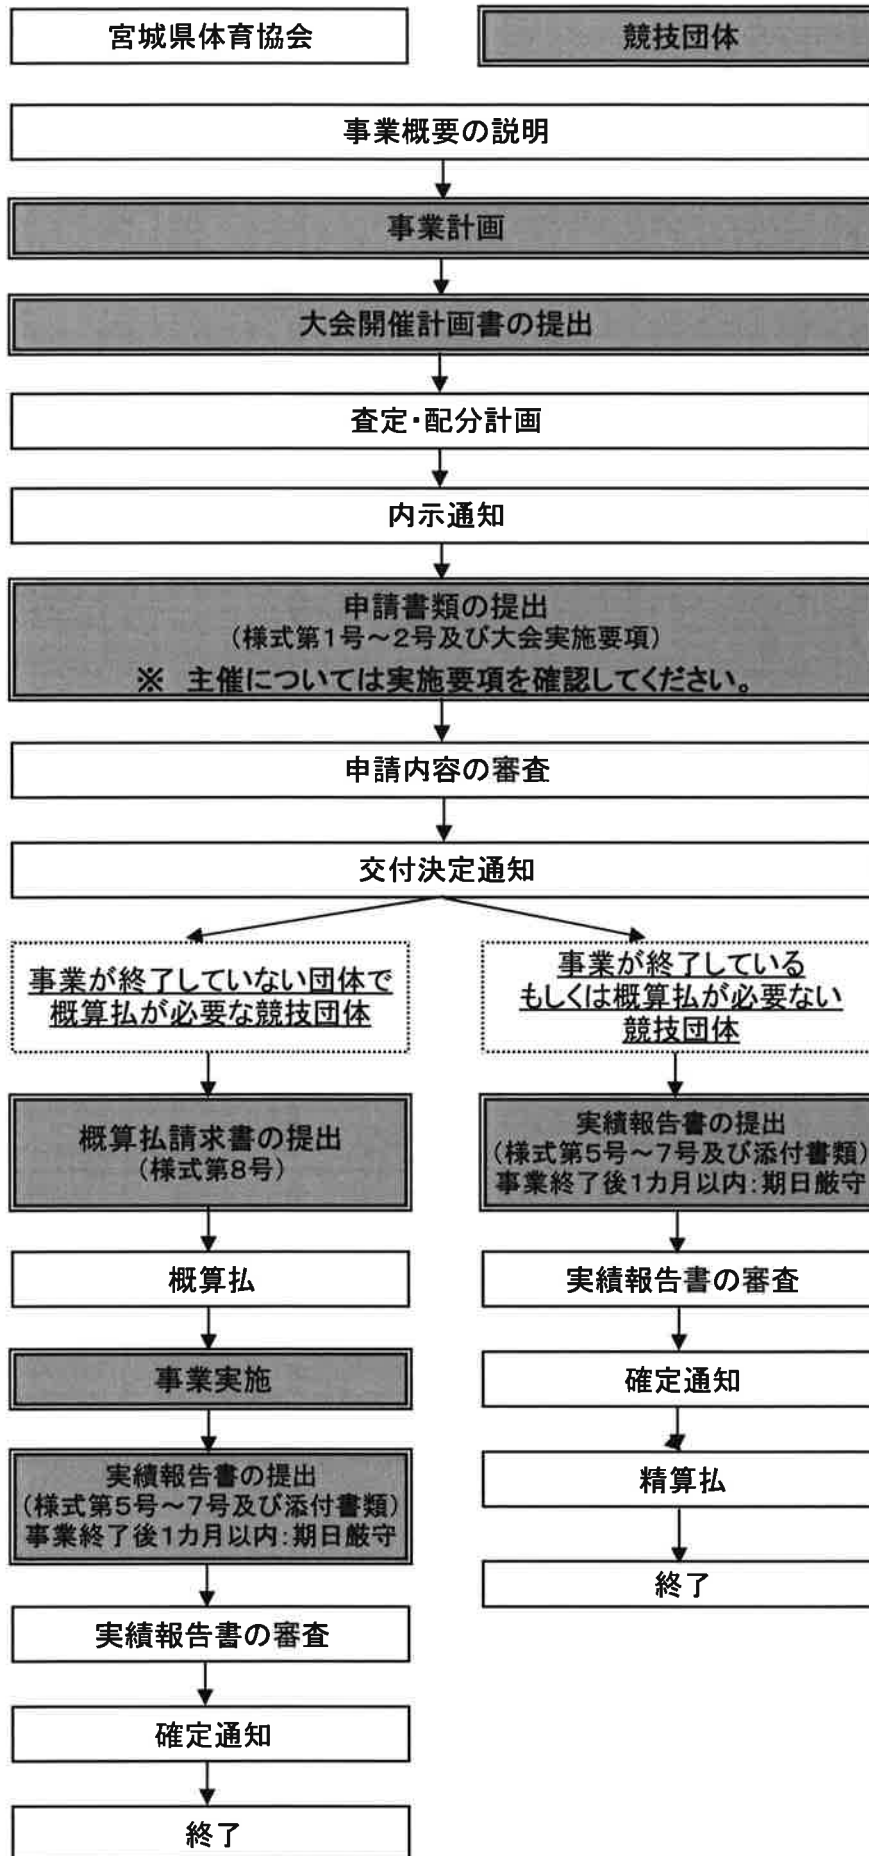 宮城県体育協会
競技団体
事業概要の説明
事業計画
大会開催計画書の提出
査定・配分計画
内示通知
申請書類の提出
(様式第1号～2号及び大会実施要項)
※　主催については実施要項を確認してください。
申請内容の審査
交付決定通知
事業が終了していない団体で
概算払が必要な競技団体
概算払請求書の提出
(様式第8号)
概算払
事業実施
実績報告書の提出
(様式第5号～7号及び添付書類)
事業終了後1カ月以内：期日厳守
実績報告書の審査
確定通知
終了
事業が終了している
もしくは概算払が必要ない
競技団体
実績報告書の提出
(様式第5号～7号及び添付書類)
事業終了後1カ月以内：期日厳守
実績報告書の審査
確定通知
精算払
終了